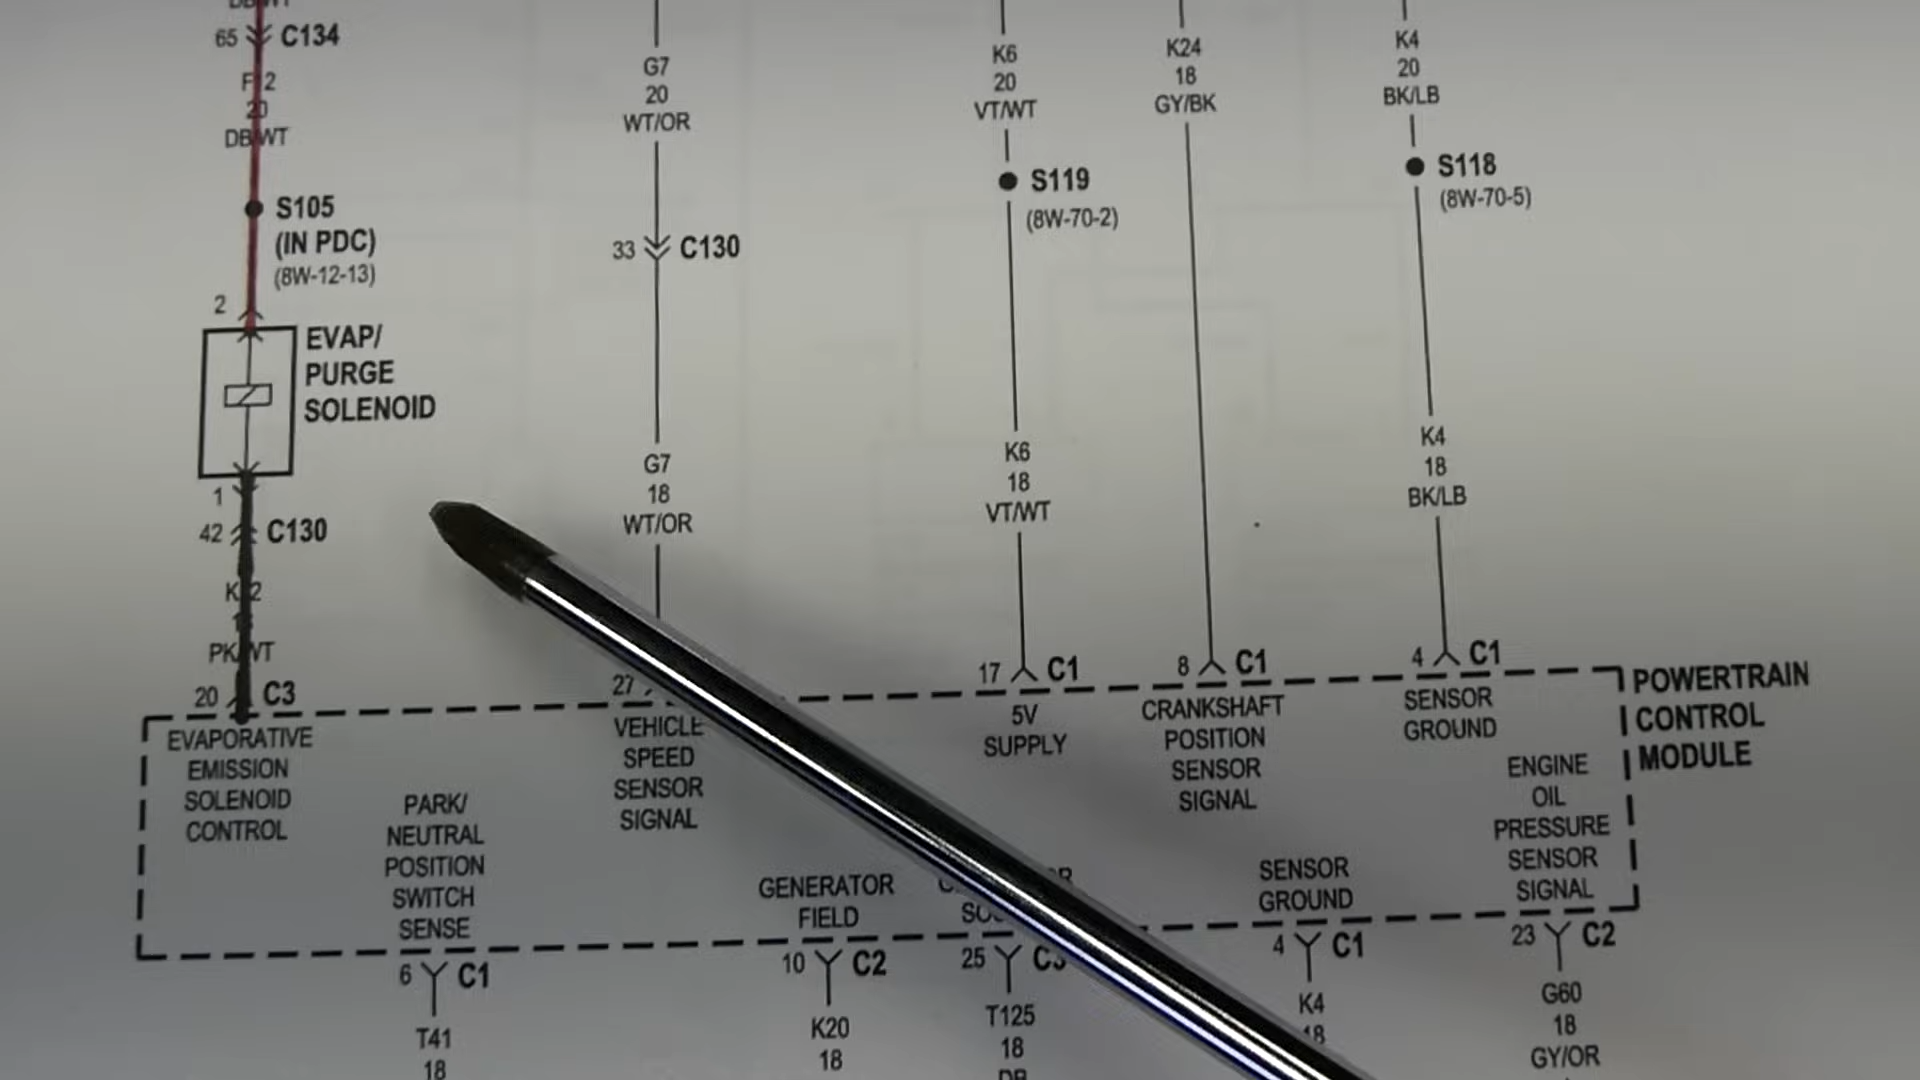 65 C134
20
DB/WT
S105
(IN PDC)
(8W-12-13)
2
EVAP/
PURGE
SOLENOID
1
42 C130
PK/WT
20 C3
G7
20
WT/OR
33 C130
G7
18
WT/OR
27
K6
20
VT/WT
S119
(8W-70-2)
K6
18
VT/WT
17 C1
K24
18
GY/BK
8 C1
K4
20
BK/LB
S118
(8W-70-5)
K4
18
BK/LB
4 C1
POWERTRAIN
CONTROL
MODULE
EVAPORATIVE
EMISSION
SOLENOID
CONTROL
PARK/
NEUTRAL
POSITION
SWITCH
SENSE
VEHICLE
SPEED
SENSOR
SIGNAL
GENERATOR
FIELD
5V
SUPPLY
CRANKSHAFT
POSITION
SENSOR
SIGNAL
SENSOR
GROUND
SENSOR
GROUND
ENGINE
OIL
PRESSURE
SENSOR
SIGNAL
6 C1
T41
18
10 C2
K20
18
25 C3
T125
18
4 C1
K4
18
23 C2
G60
18
GY/OR